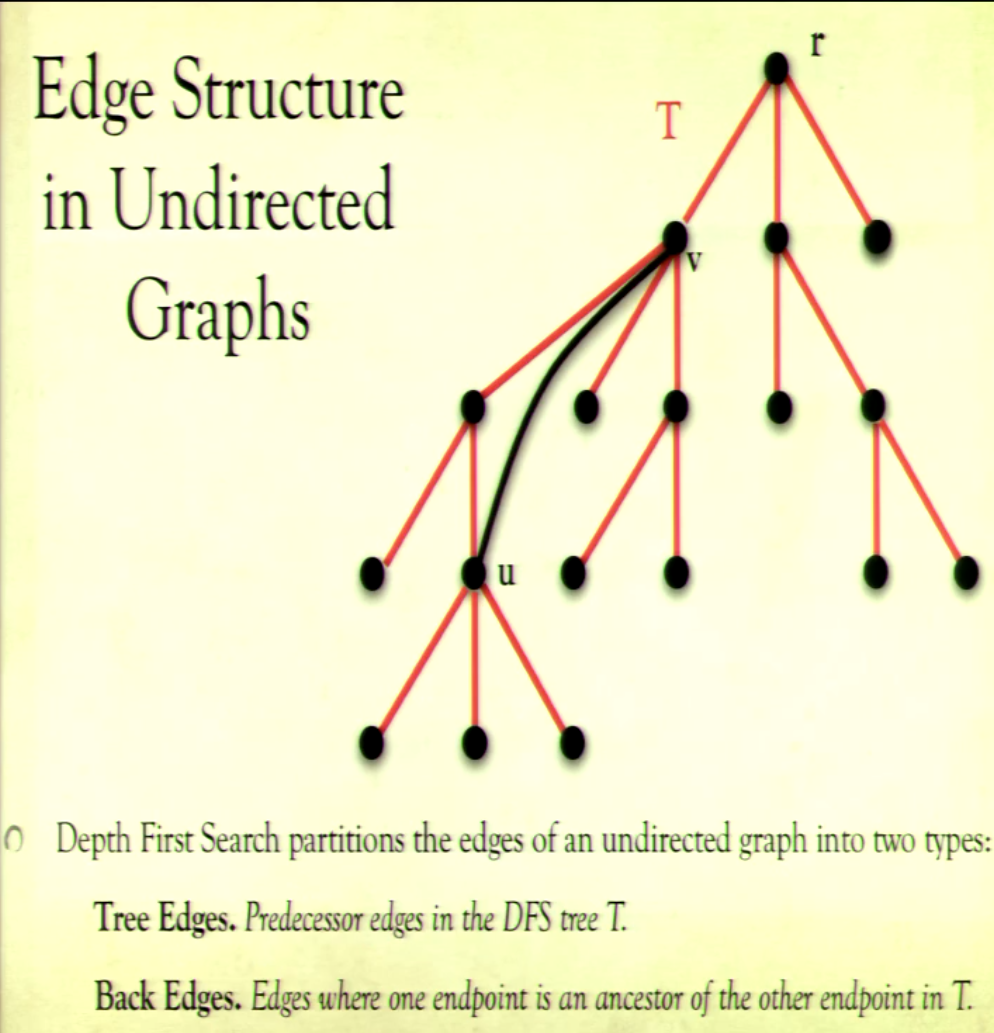 Edge Structure
in Undirected
Graphs
r
T
v
u
Depth First Search partitions the edges of an undirected graph into two types:
Tree Edges. Predecessor edges in the DFS tree T.
Back Edges. Edges where one endpoint is an ancestor of the other endpoint in T.